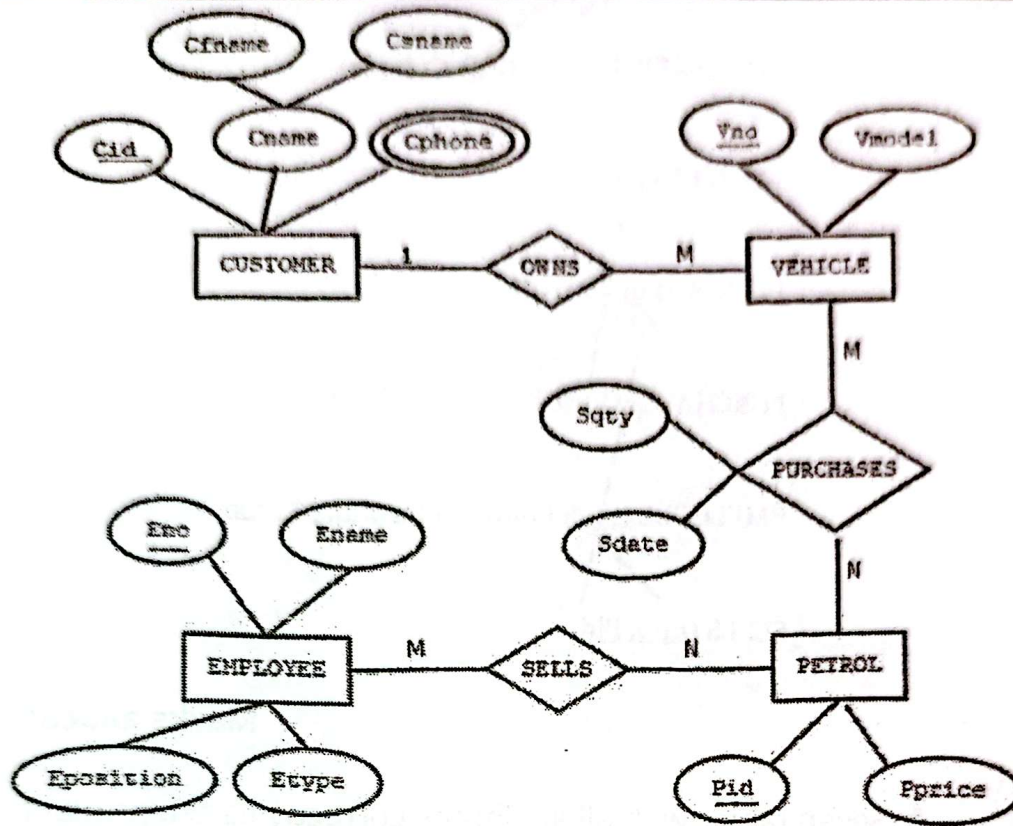 Cfname Csname
Cid Cname Cphone Vno Vmodel
CUSTOMER 1 OWNS M VEHICLE
M
Sqty
PURCHASES
Sdate
Eno Ename
N
EMPLOYEE M SELLS N PETROL
Eposition Etype Pid Pprice